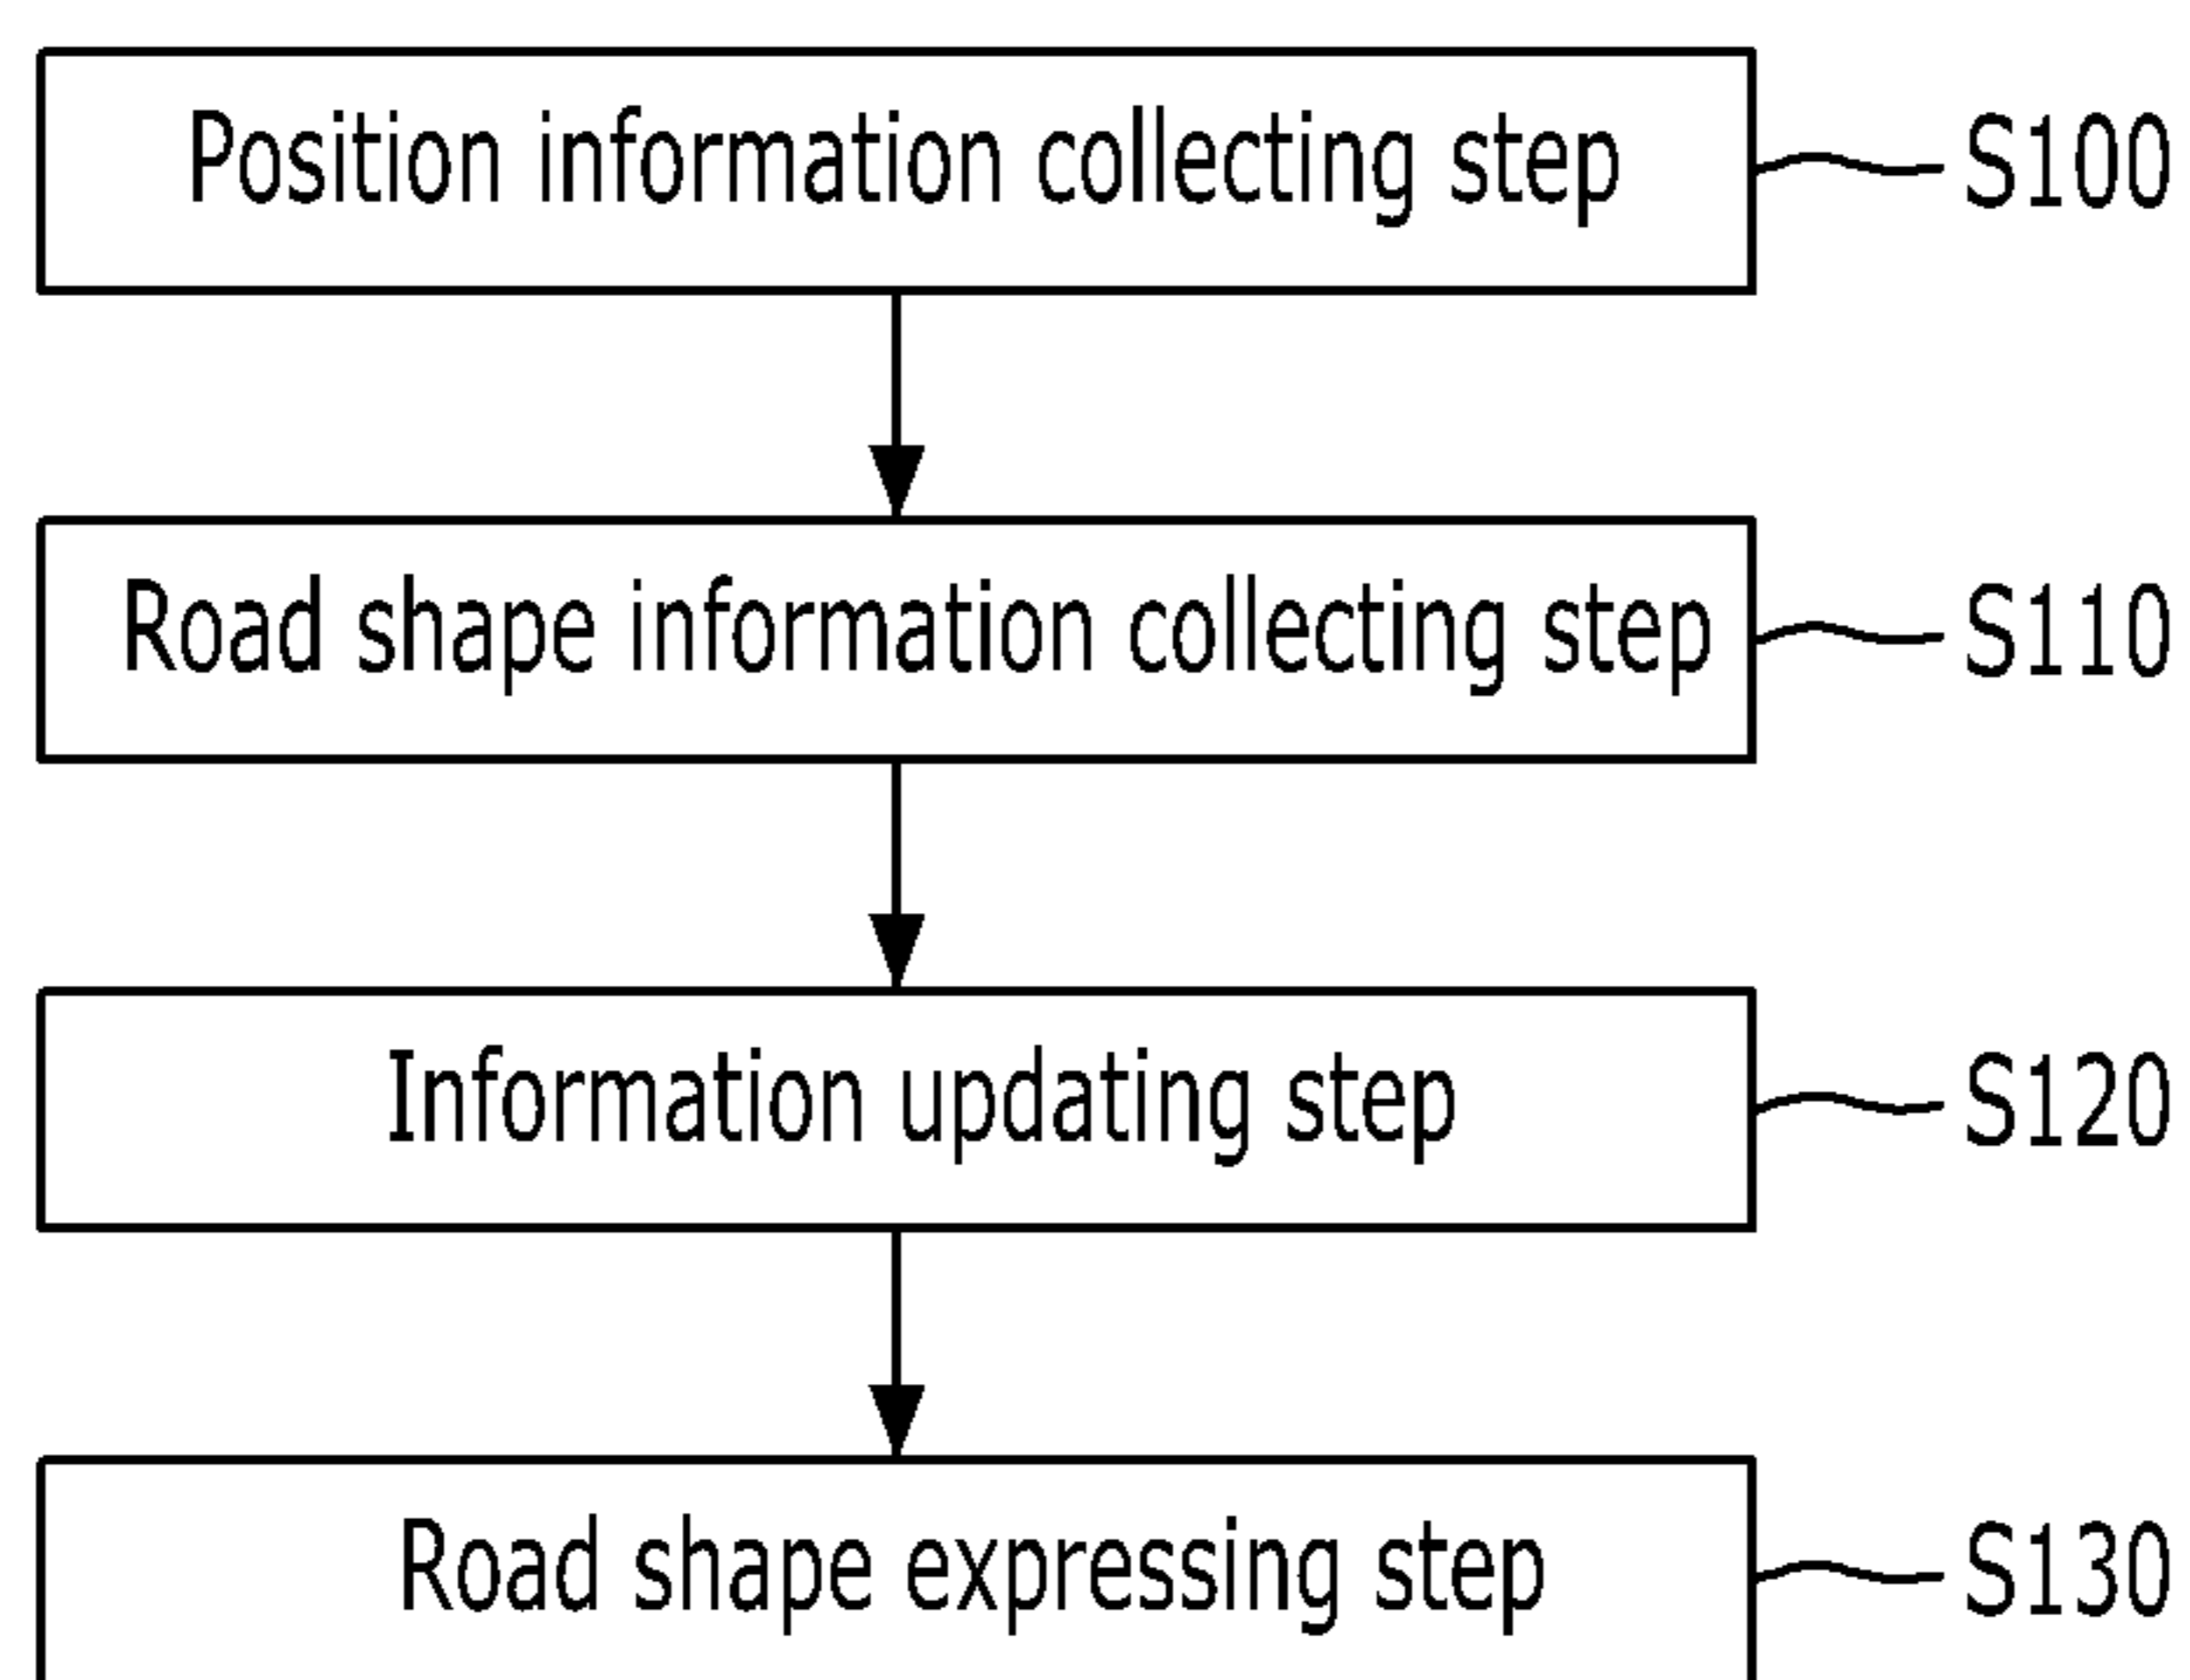 Position information collecting step S100
Road shape information collecting step S110
Information updating step S120
Road shape expressing step S130